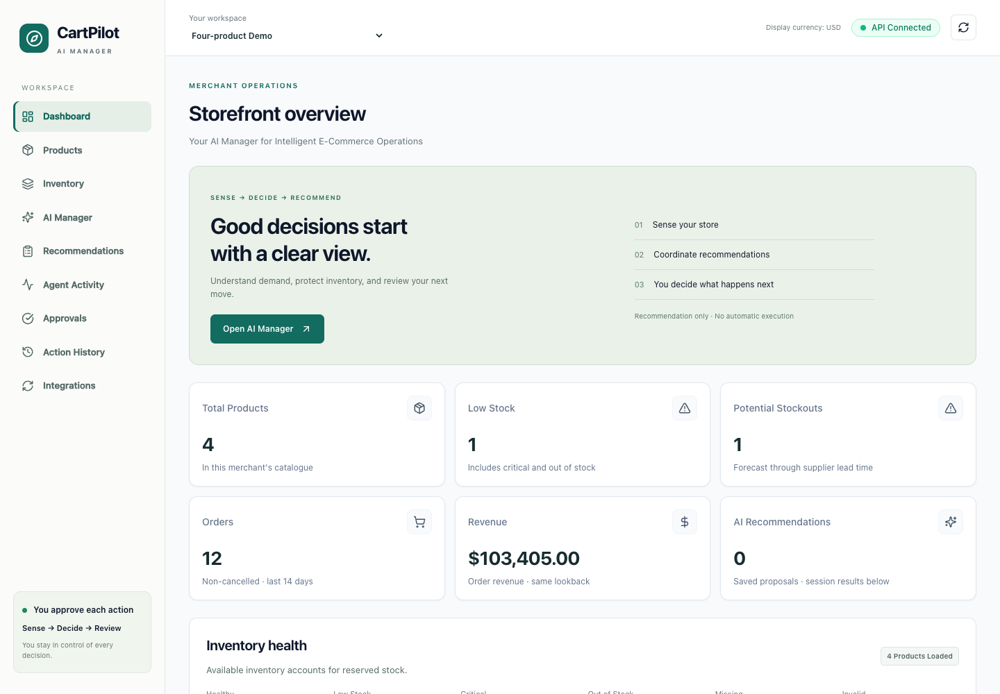 CartPilot
AI MANAGER
WORKSPACE
Dashboard
Products
Inventory
AI Manager
Recommendations
Agent Activity
Approvals
Action History
Integrations
You approve each action
Sense → Decide → Review
You stay in control of every
decision.
Your workspace
Four-product Demo
Display currency: USD
API Connected
MERCHANT OPERATIONS
Storefront overview
Your AI Manager for Intelligent E-Commerce Operations
SENSE → DECIDE → RECOMMEND
Good decisions start
with a clear view.
Understand demand, protect inventory, and review your next
move.
Open AI Manager
01 Sense your store
02 Coordinate recommendations
03 You decide what happens next
Recommendation only · No automatic execution
Total Products
4
In this merchant's catalogue
Low Stock
1
Includes critical and out of stock
Potential Stockouts
1
Forecast through supplier lead time
Orders
12
Non-cancelled · last 14 days
Revenue
$103,405.00
Order revenue · same lookback
AI Recommendations
0
Saved proposals · session results below
Inventory health
Available inventory accounts for reserved stock.
4 Products Loaded
Healthy
Low Stock
Critical
Out of Stock
Missing
Invalid